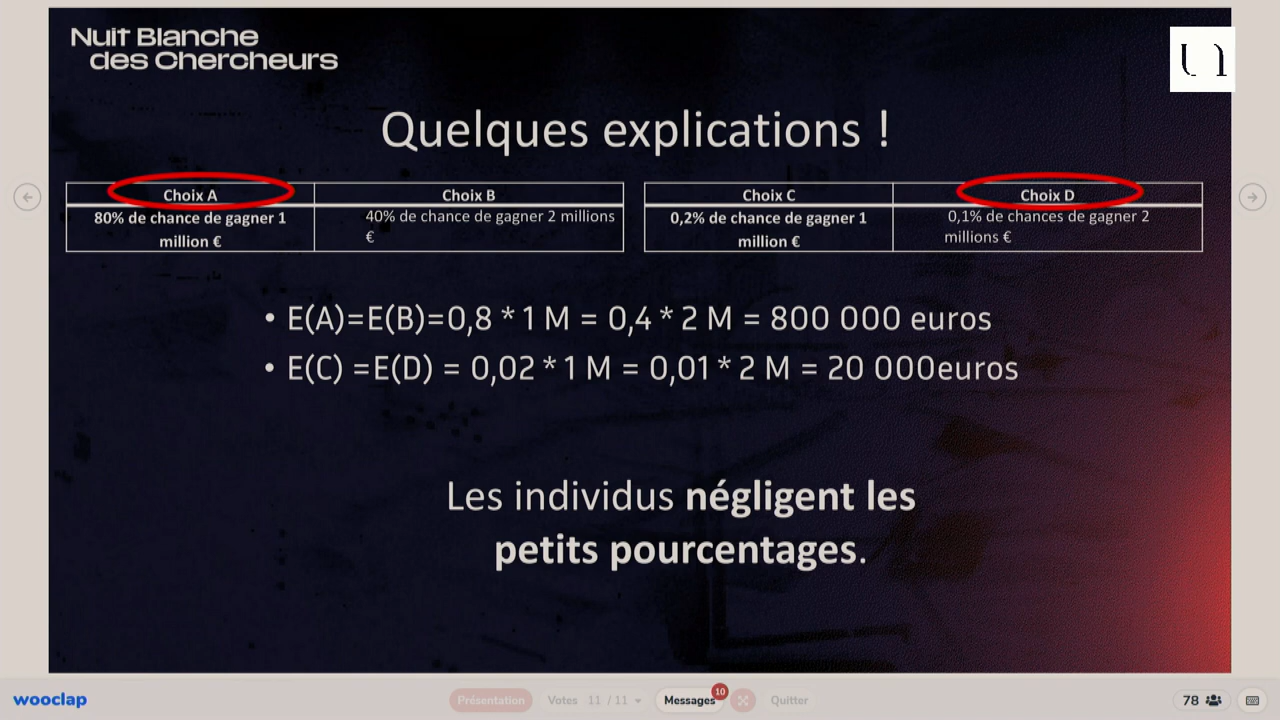 Nuit Blanche
des Chercheurs
Quelques explications !
Choix A
Choix B
80% de chance de gagner 1
million €
40% de chance de gagner 2 millions
€
Choix C
Choix D
0,2% de chance de gagner 1
million €
0,1% de chances de gagner 2
millions €
• E(A)=E(B)=0,8 * 1 M = 0,4 * 2 M = 800 000 euros
• E(C) =E(D) = 0,02 * 1 M = 0,01 * 2 M = 20 000euros
Les individus négligent les
petits pourcentages.
wooclap
Présentation
Votes 11 / 11
Messages
10
Quitter
78